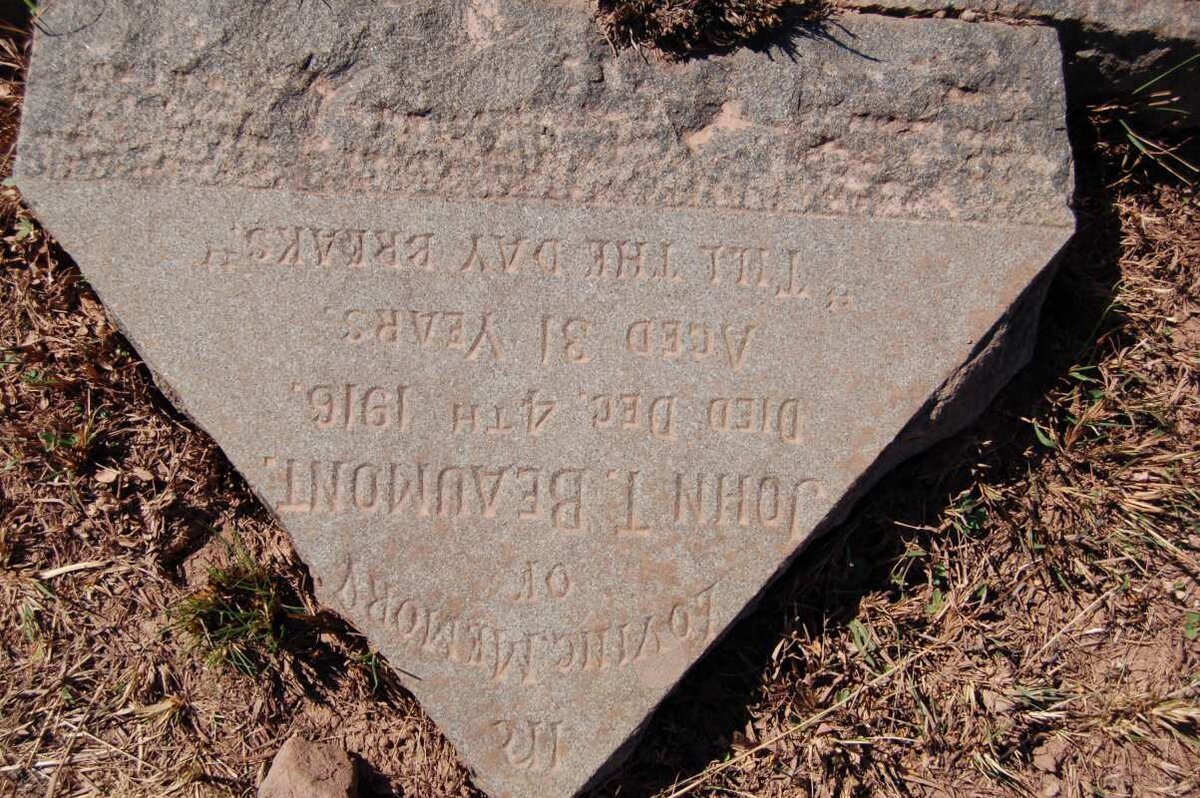 IN
LOVING MEMORY
OF
JOHN T. BEAUMONT,
DIED DEC. 4TH 1916,
AGED 31 YEARS.
"TILL THE DAY BREAKS."